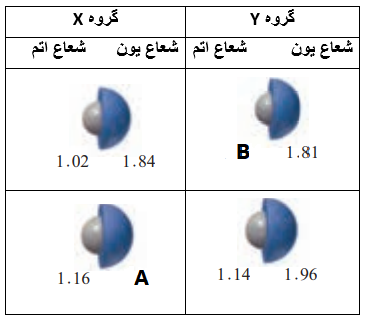 گروه X گروه Y
شعاع اتم شعاع یون شعاع اتم شعاع یون
1.02 1.84 B 1.81
1.16 A 1.14 1.96